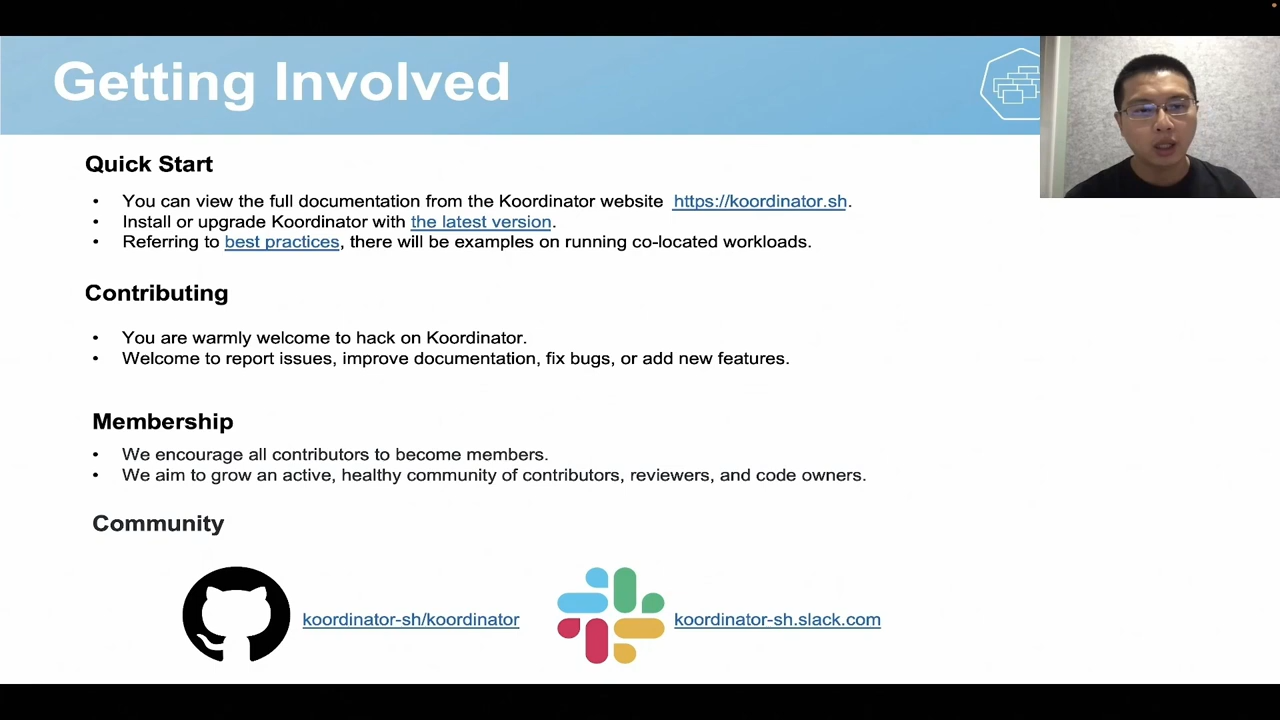 Getting Involved
Quick Start
• You can view the full documentation from the Koordinator website https://koordinator.sh.
• Install or upgrade Koordinator with the latest version.
• Referring to best practices, there will be examples on running co-located workloads.
Contributing
• You are warmly welcome to hack on Koordinator.
• Welcome to report issues, improve documentation, fix bugs, or add new features.
Membership
• We encourage all contributors to become members.
• We aim to grow an active, healthy community of contributors, reviewers, and code owners.
Community
koordinator-sh/koordinator
koordinator-sh.slack.com